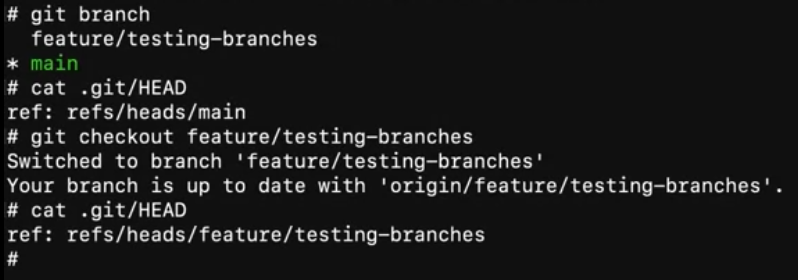 # git branch
feature/testing-branches
* main
# cat .git/HEAD
ref: refs/heads/main
# git checkout feature/testing-branches
Switched to branch 'feature/testing-branches'
Your branch is up to date with 'origin/feature/testing-branches'.
# cat .git/HEAD
ref: refs/heads/feature/testing-branches
#